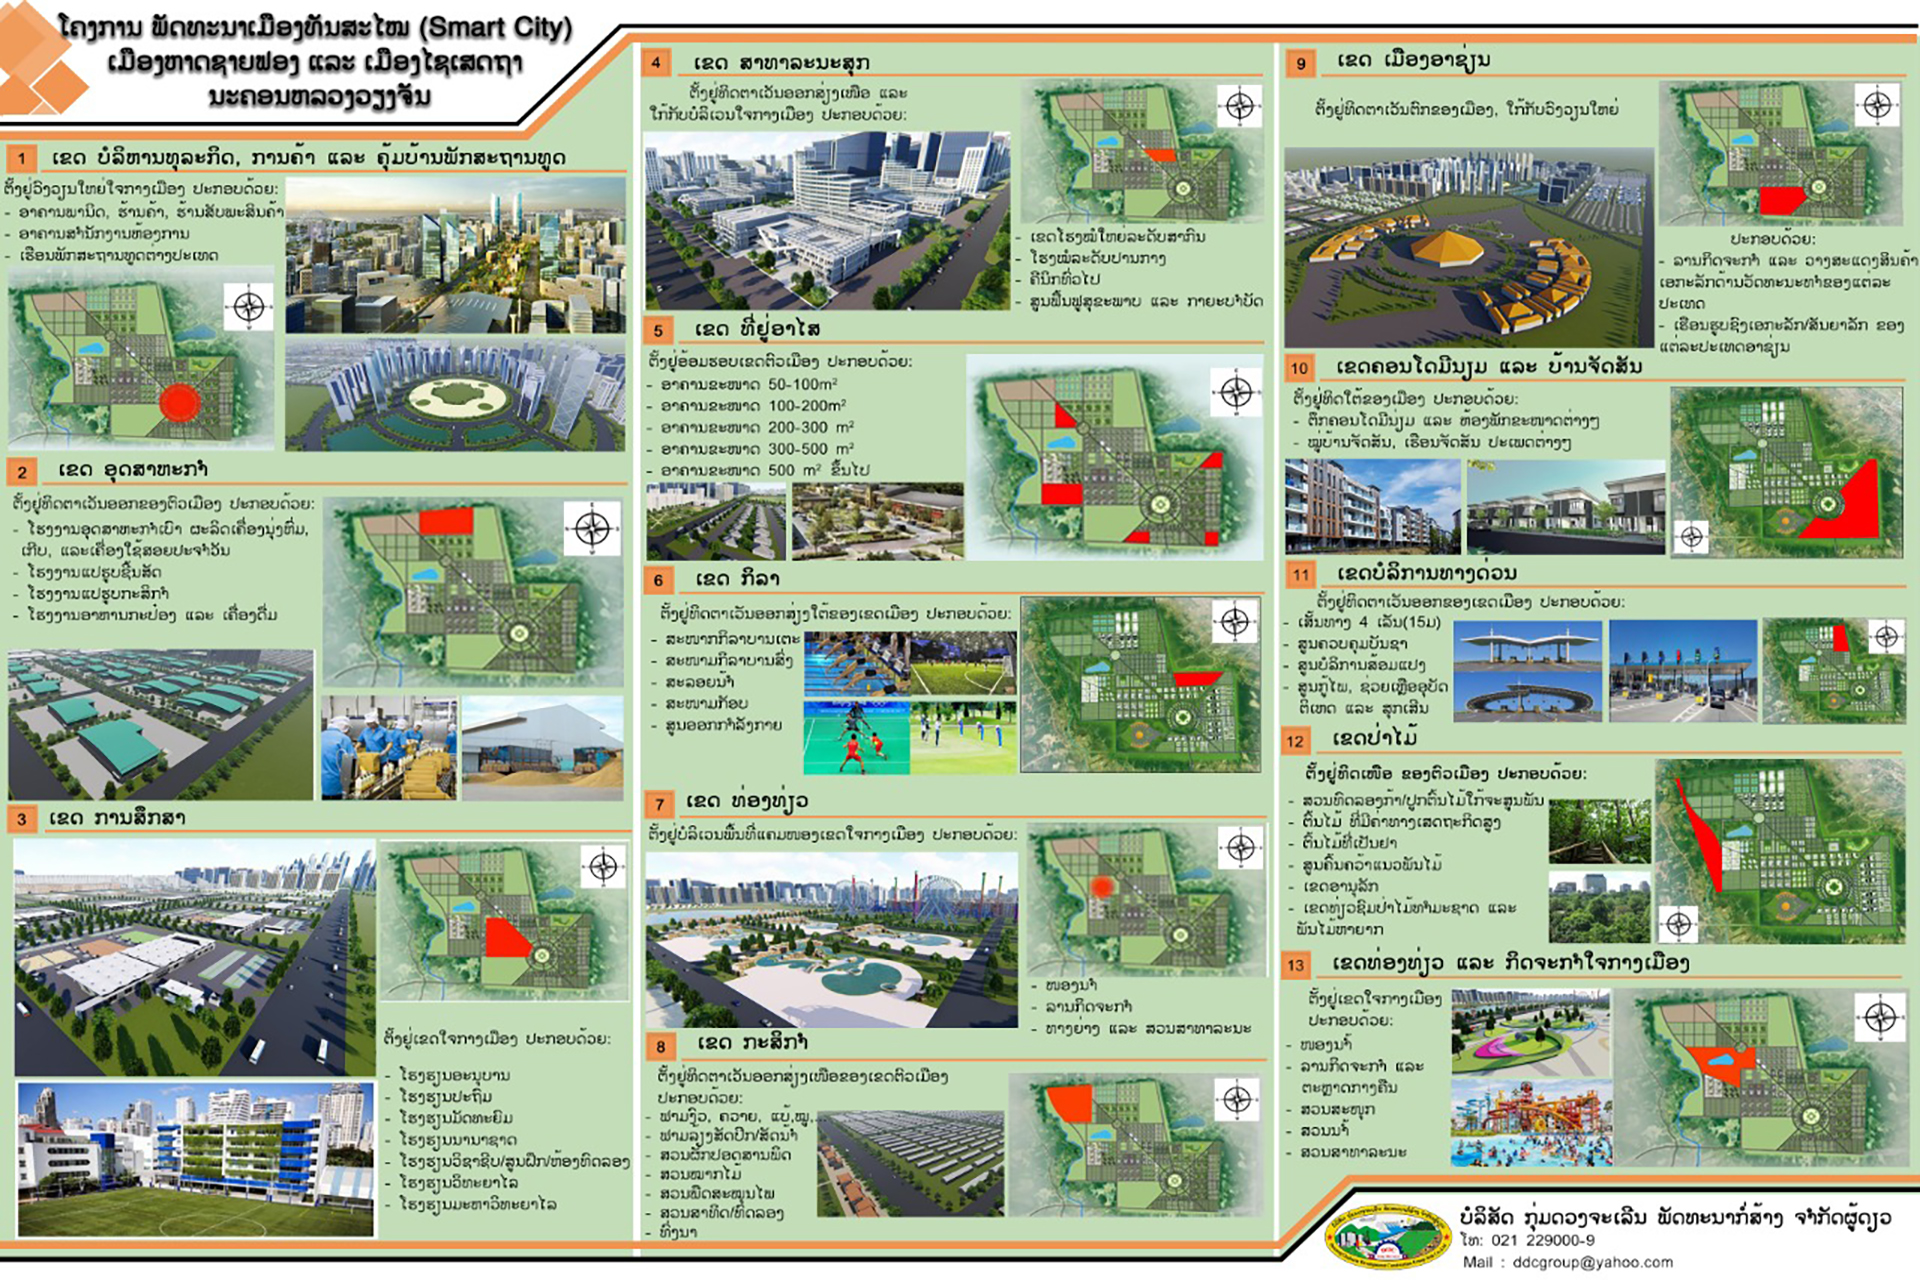 ໂຄງການ ພັດທະນາເມືອງທັນສະໄໝ (Smart City)
ເມືອງຫາດຊາຍຟອງ ແລະ ເມືອງໄຊເສດຖາ
ນະຄອນຫລວງວຽງຈັນ
1 ເຂດ ບໍລິຫານທຸລະກິດ, ການຄ້າ ແລະ ຄຸ້ມບ້ານພັກສະຖານທູດ
ຕັ້ງຢູ່ວົງວຽນໃຫຍ່ໃຈກາງເມືອງ ປະກອບດ້ວຍ:
- ອາຄານພານິດ, ຮ້ານຄ້າ, ຮ້ານສັບພະສິນຄ້າ
- ອາຄານສຳນັກງານຫ້ອງການ
- ເຮືອນພັກສະຖານທູດຕ່າງປະເທດ
2 ເຂດ ອຸດສາຫະກຳ
ຕັ້ງຢູ່ທິດຕາເວັນອອກຂອງຕົວເມືອງ ປະກອບດ້ວຍ:
- ໂຮງງານອຸດສາຫະກຳເບົາ ຜະລິດເຄື່ອງນຸ່ງຫົ່ມ,
ເກີບ, ແລະເຄື່ອງໃຊ້ສອຍປະຈຳວັນ
- ໂຮງງານແປຮູບຊີ້ນສັດ
- ໂຮງງານແປຮູບກະສິກຳ
- ໂຮງງານອາຫານກະປ໋ອງ ແລະ ເຄື່ອງດື່ມ
3 ເຂດ ການສຶກສາ
ຕັ້ງຢູ່ເຂດໃຈກາງເມືອງ ປະກອບດ້ວຍ:
- ໂຮງຮຽນອະນຸບານ
- ໂຮງຮຽນປະຖົມ
- ໂຮງຮຽນມັດທະຍົມ
- ໂຮງຮຽນນານາຊາດ
- ໂຮງຮຽນວິຊາຊີບ/ສູນຝຶກ/ຫ້ອງທົດລອງ
- ໂຮງຮຽນວິທະຍາໄລ
- ໂຮງຮຽນມະຫາວິທະຍາໄລ
4 ເຂດ ສາທາລະນະສຸກ
ຕັ້ງຢູ່ທິດຕາເວັນອອກສ່ຽງເໜືອ ແລະ
ໃກ້ກັບບໍລິເວນໃຈກາງເມືອງ ປະກອບດ້ວຍ:
- ເຂດໂຮງໝໍໃຫຍ່ລະດັບສາກົນ
- ໂຮງໝໍລະດັບປານກາງ
- ຄີນິກທົ່ວໄປ
- ສູນຟື້ນຟູສຸຂະພາບ ແລະ ກາຍະບຳບັດ
5 ເຂດ ທີ່ຢູ່ອາໄສ
ຕັ້ງຢູ່ອ້ອມຮອບເຂດຕົວເມືອງ ປະກອບດ້ວຍ:
- ອາຄານຂະໜາດ 50-100m²
- ອາຄານຂະໜາດ 100-200m²
- ອາຄານຂະໜາດ 200-300 m²
- ອາຄານຂະໜາດ 300-500 m²
- ອາຄານຂະໜາດ 500 m² ຂຶ້ນໄປ
6 ເຂດ ກິລາ
ຕັ້ງຢູ່ທິດຕາເວັນອອກສ່ຽງໃຕ້ຂອງເຂດເມືອງ ປະກອບດ້ວຍ:
- ສະໜາກກິລາບານເຕະ
- ສະໜາມກິລາບານສົ່ງ
- ສະລອຍນ້ຳ
- ສະໜາມກ໊ອບ
- ສູນອອກກຳລັງກາຍ
7 ເຂດ ທ່ອງທ່ຽວ
ຕັ້ງຢູ່ບໍລິເວນພື້ນທີ່ແຄມໜອງເຂດໃຈກາງເມືອງ ປະກອບດ້ວຍ:
- ໜອງນ້ຳ
- ລານກິດຈະກຳ
- ທາງຍ່າງ ແລະ ສວນສາທາລະນະ
8 ເຂດ ກະສິກຳ
ຕັ້ງຢູ່ທິດຕາເວັນອອກສ່ຽງເໜືອຂອງເຂດຕົວເມືອງ
ປະກອບດ້ວຍ:
- ຟາມງົວ, ຄວາຍ, ແບ້,ໝູ...
- ຟາມລ້ຽງສັດປີກ/ສັດນ້ຳ
- ສວນຜັກປອດສານພິດ
- ສວນໝາກໄມ້
- ສວນພືດສະໝຸນໄພ
- ສວນສາທິດ/ທົດລອງ
- ທົ່ງນາ
9 ເຂດ ເມືອງອາຊ່ຽນ
ຕັ້ງຢູ່ທິດຕາເວັນຕົກຂອງເມືອງ, ໃກ້ກັບວົງວຽນໃຫຍ່
ປະກອບດ້ວຍ:
- ລານກິດຈະກຳ ແລະ ວາງສະແດງສິນຄ້າ
ເອກະລັກດ້ານວັດທະນະທຳຂອງແຕ່ລະ
ປະເທດ
- ເຮືອນຮູບຊົງເອກະລັກ/ສັນຍາລັກ ຂອງ
ແຕ່ລະປະເທດອາຊ່ຽນ
10 ເຂດຄອນໂດມີນຽມ ແລະ ບ້ານຈັດສັນ
ຕັ້ງຢູ່ທິດໃຕ້ຂອງເມືອງ ປະກອບດ້ວຍ:
- ຕຶກຄອນໂດມີນ່ຽມ ແລະ ຫ້ອງພັກຂະໜາດຕ່າງໆ
- ໝູ່ບ້ານຈັດສັນ, ເຮືອນຈັດສັນ ປະເພດຕ່າງໆ
11 ເຂດບໍລິການທາງດ່ວນ
ຕັ້ງຢູ່ທິດຕາເວັນອອກຂອງເຂດເມືອງ ປະກອບດ້ວຍ:
- ເສັ້ນທາງ 4 ເລັນ(15ມ)
- ສູນຄວບຄຸມບັນຊາ
- ສູນບໍລິການສ້ອມແປງ
- ສູນກູ້ໄພ, ຊ່ວຍເຫຼືອອຸບັດ
ຕິເຫດ ແລະ ສຸກເສີນ
12 ເຂດປ່າໄມ້
ຕັ້ງຢູ່ທິດເໜືອ ຂອງຕົວເມືອງ ປະກອບດ້ວຍ:
- ສວນທົດລອງກ້າ/ປູກຕົ້ນໄມ້ໃກ້ຈະສູນພັນ
- ຕົ້ນໄມ້ ທີ່ມີຄ່າທາງເສດຖະກິດສູງ
- ຕົ້ນໄມ້ທີ່ເປັນຢາ
- ສູນຄົ້ນຄວ້າແນວພັນໄມ້
- ເຂດອານຸລັກ
- ເຂດທ່ຽວຊົມປ່າໄມ້ທຳມະຊາດ ແລະ
ພັນໄມ້ຫາຍາກ
13 ເຂດທ່ອງທ່ຽວ ແລະ ກິດຈະກຳໃຈກາງເມືອງ
ຕັ້ງຢູ່ເຂດໃຈກາງເມືອງ
ປະກອບດ້ວຍ:
- ໜອງນ້ຳ
- ລານກິດຈະກຳ ແລະ
ຕະຫຼາດກາງຄືນ
- ສວນສະໜຸກ
- ສວນນ້ຳ
- ສວນສາທາລະນະ
ບໍລິສັດ ກຸ່ມດວງຈະເລີນ ພັດທະນາກໍ່ສ້າງ ຈຳກັດຜູ້ດຽວ
ໂທ: 021 229000-9
Mail : ddcgroup@yahoo.com